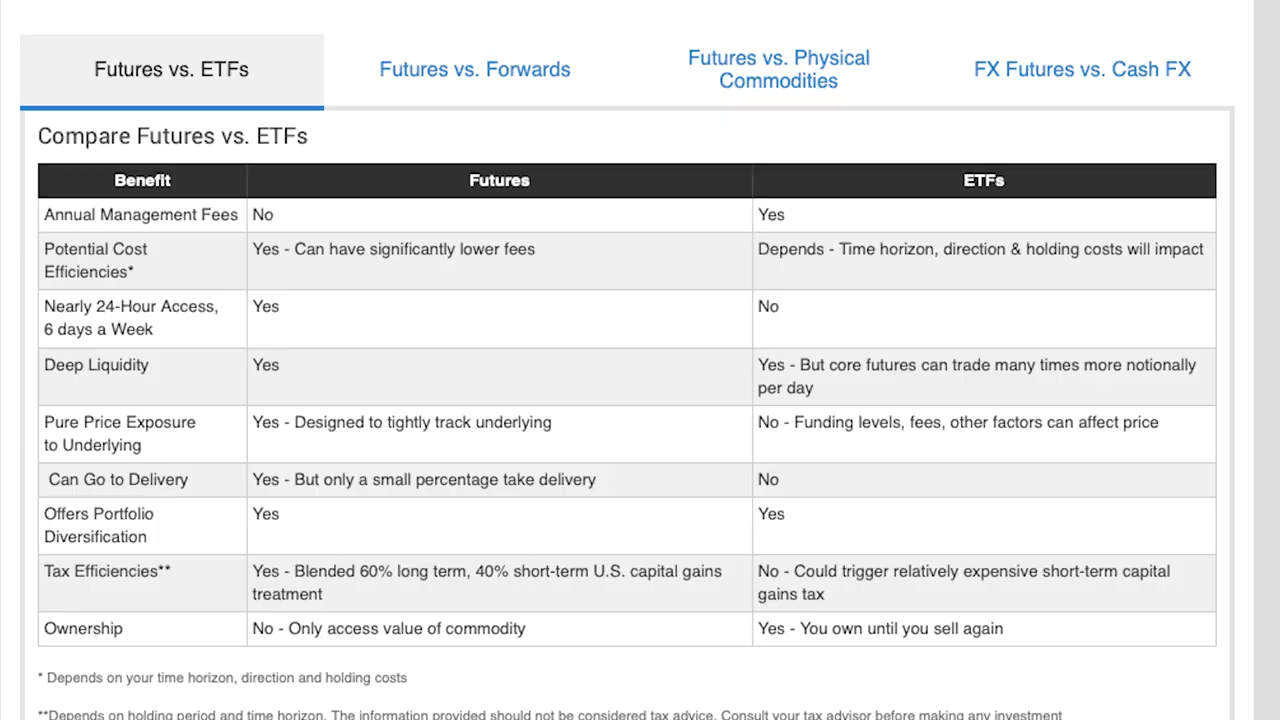 Futures vs. ETFs
Futures vs. Forwards
Futures vs. Physical
Commodities
FX Futures vs. Cash FX
Compare Futures vs. ETFs
Benefit
Futures
ETFs
Annual Management Fees
No
Yes
Potential Cost
Efficiencies*
Yes - Can have significantly lower fees
Depends - Time horizon, direction & holding costs will impact
Nearly 24-Hour Access,
6 days a Week
Yes
No
Deep Liquidity
Yes
Yes - But core futures can trade many times more notionally
per day
Pure Price Exposure
to Underlying
Yes - Designed to tightly track underlying
No - Funding levels, fees, other factors can affect price
Can Go to Delivery
Yes - But only a small percentage take delivery
No
Offers Portfolio
Diversification
Yes
Yes
Tax Efficiencies**
Yes - Blended 60% long term, 40% short-term U.S. capital gains
treatment
No - Could trigger relatively expensive short-term capital
gains tax
Ownership
No - Only access value of commodity
Yes - You own until you sell again
* Depends on your time horizon, direction and holding costs
**Depends on holding period and time horizon. The information provided should not be considered tax advice. Consult your tax advisor before making any investment